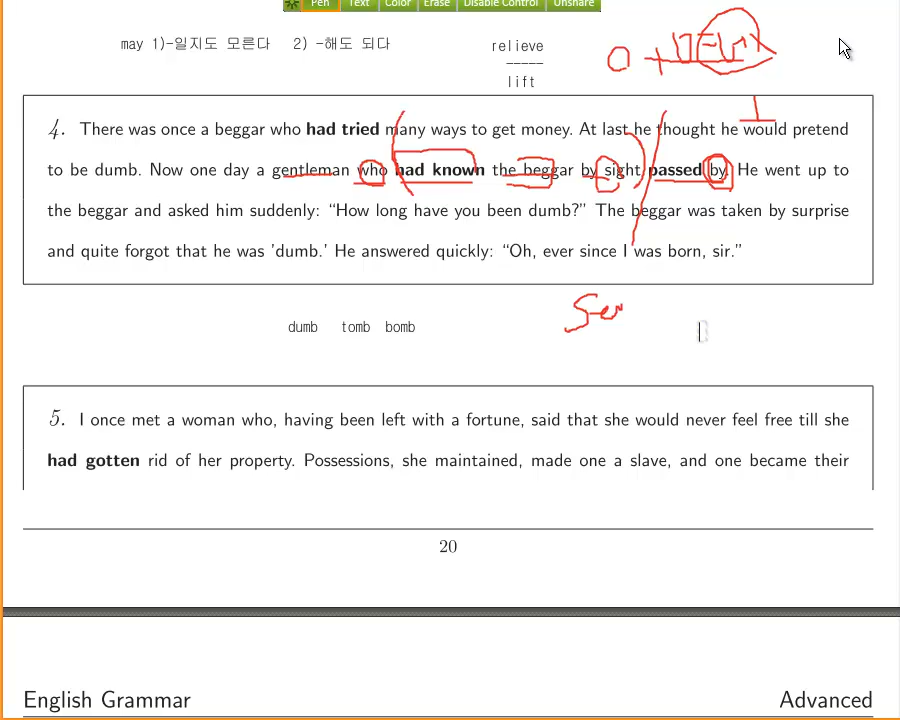 Pen Text Color Erase Disable Control Unshare
may 1)-일지도 모른다 2) -해도 되다
relieve
-----
lift
4. There was once a beggar who had tried many ways to get money. At last he thought he would pretend
to be dumb. Now one day a gentleman who had known the beggar by sight passed by. He went up to
the beggar and asked him suddenly: “How long have you been dumb?” The beggar was taken by surprise
and quite forgot that he was 'dumb.' He answered quickly: “Oh, ever since I was born, sir.”
Sen
dumb tomb bomb
5. I once met a woman who, having been left with a fortune, said that she would never feel free till she
had gotten rid of her property. Possessions, she maintained, made one a slave, and one became their
20
English Grammar Advanced